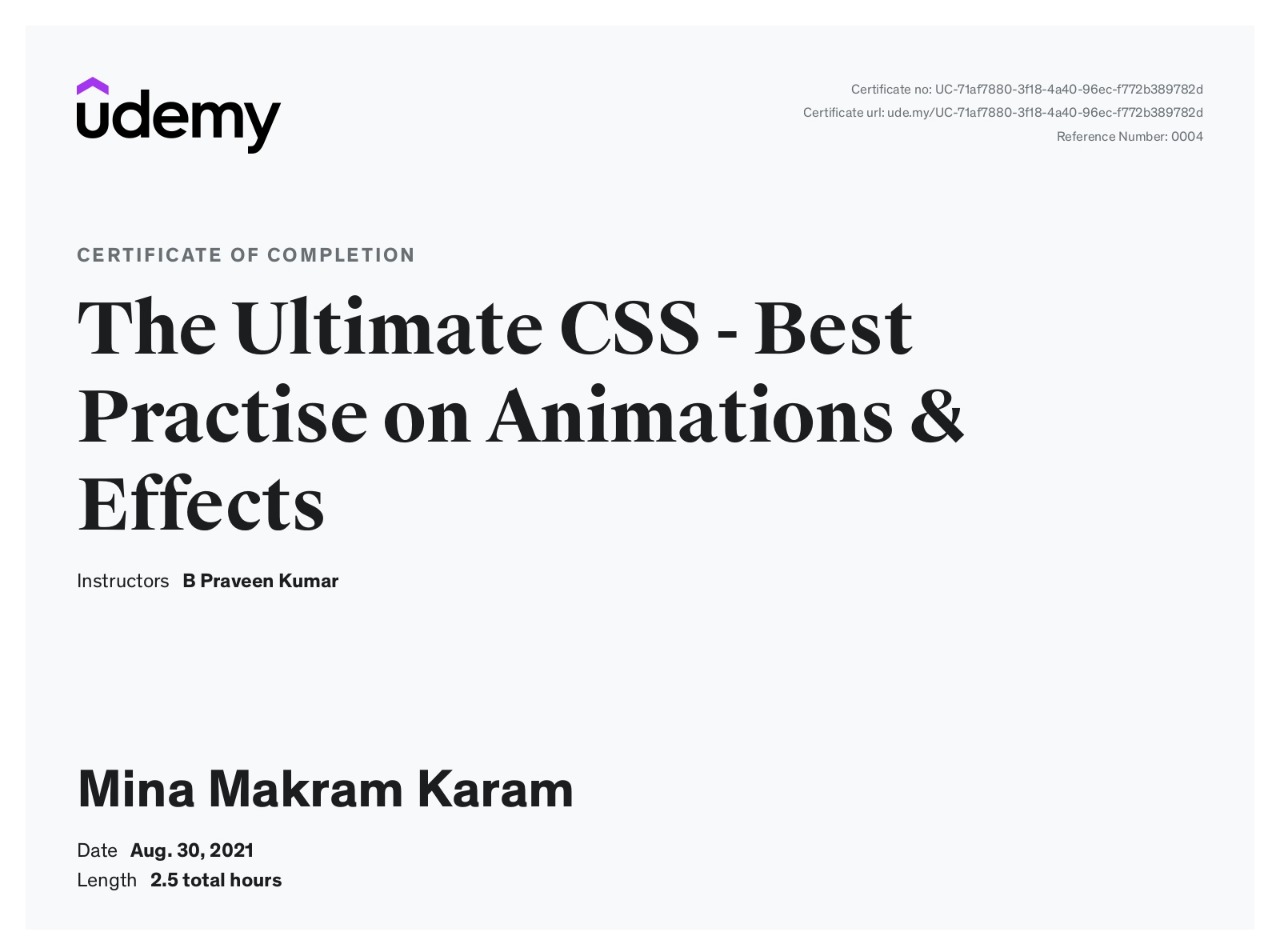 udemy
Certificate no: UC-71af7880-3f18-4a40-96ec-f772b389782d
Certificate url: ude.my/UC-71af7880-3f18-4a40-96ec-f772b389782d
Reference Number: 0004
CERTIFICATE OF COMPLETION
The Ultimate CSS - Best
Practise on Animations &
Effects
Instructors B Praveen Kumar
Mina Makram Karam
Date Aug. 30, 2021
Length 2.5 total hours